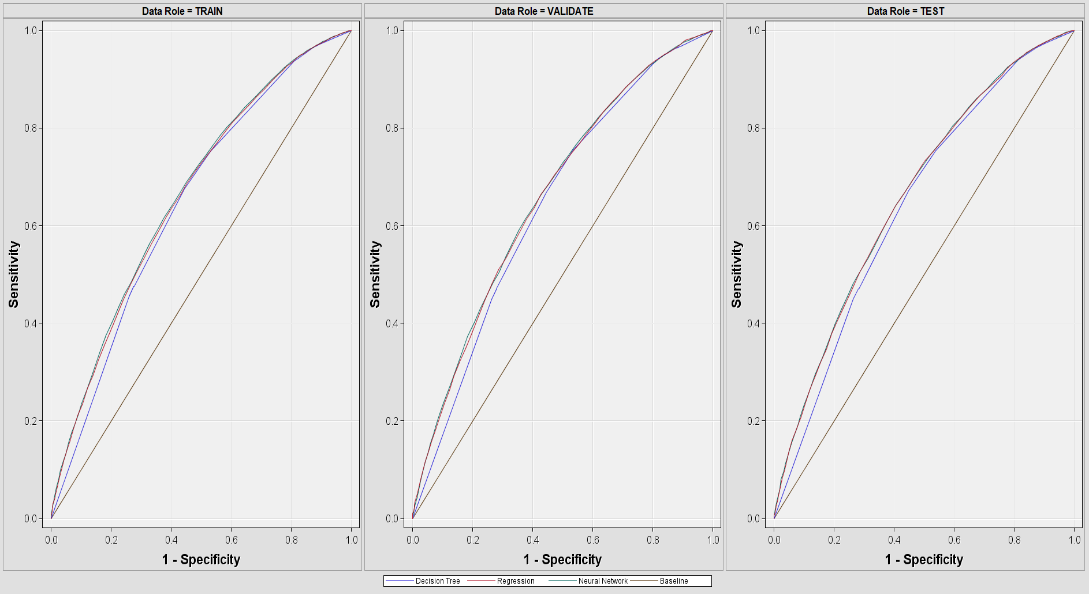 Data Role = TRAIN
Data Role = VALIDATE
Data Role = TEST
Sensitivity
1.0
0.8
0.6
0.4
0.2
0.0
0.0 0.2 0.4 0.6 0.8 1.0
1 - Specificity
Sensitivity
1.0
0.8
0.6
0.4
0.2
0.0
0.0 0.2 0.4 0.6 0.8 1.0
1 - Specificity
Sensitivity
1.0
0.8
0.6
0.4
0.2
0.0
0.0 0.2 0.4 0.6 0.8 1.0
1 - Specificity
Decision Tree Regression Neural Network Baseline